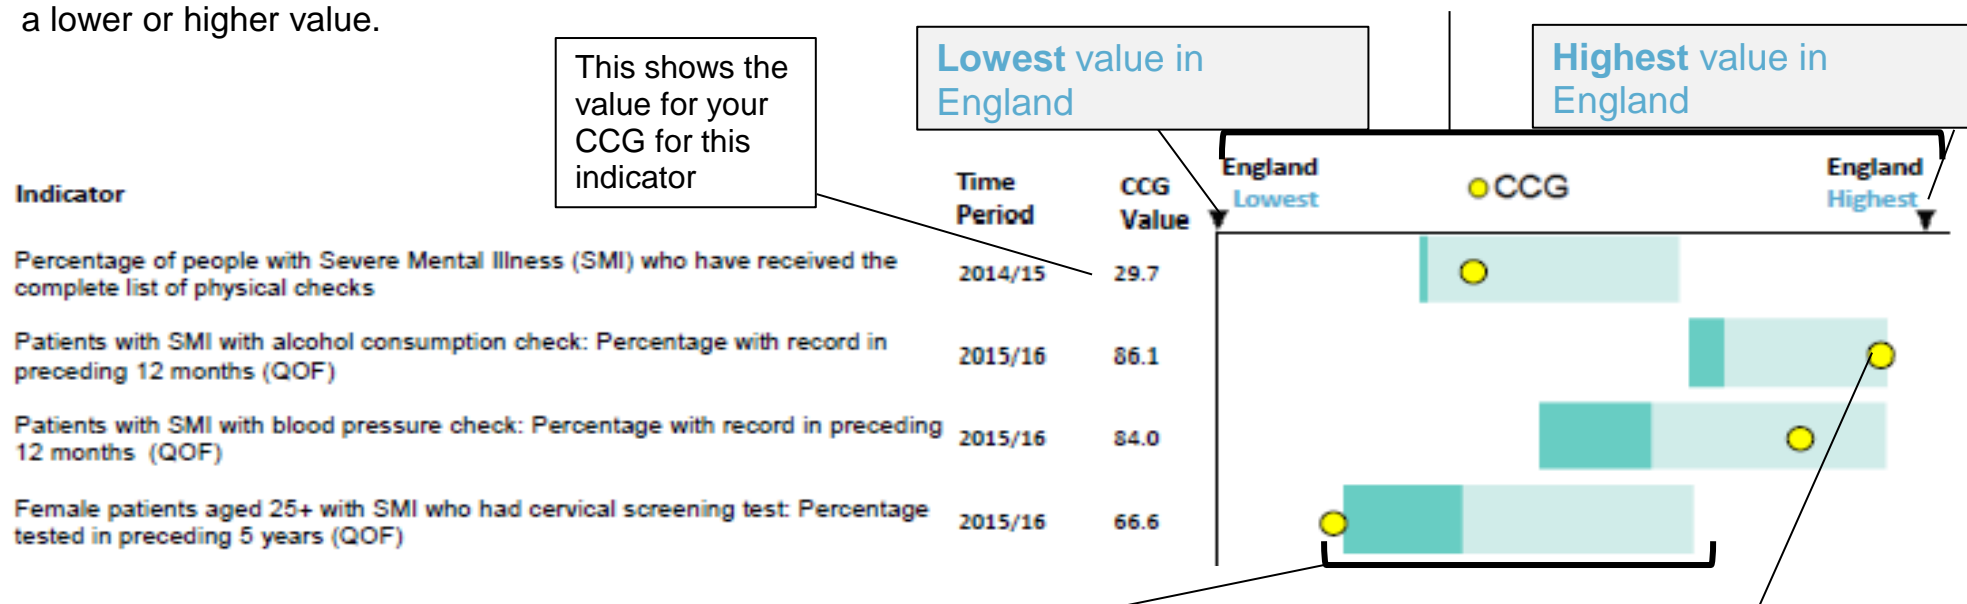 a lower or higher value.
This shows the
value for your
CCG for this
indicator
Lowest value in
England
Highest value in
England
Indicator
Time
Period
CCG
Value
England
Lowest
CCG
England
Highest
Percentage of people with Severe Mental Illness (SMI) who have received the
complete list of physical checks
2014/15
29.7
Patients with SMI with alcohol consumption check: Percentage with record in
preceding 12 months (QOF)
2015/16
86.1
Patients with SMI with blood pressure check: Percentage with record in preceding
12 months (QOF)
2015/16
84.0
Female patients aged 25+ with SMI who had cervical screening test: Percentage
tested in preceding 5 years (QOF)
2015/16
66.6